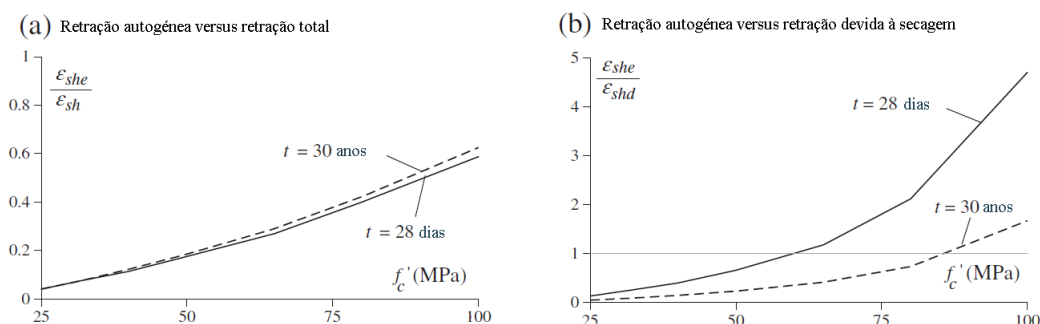 (a) Retração autogénea versus retração total
1
ε_she
ε_sh
0.8
0.6
t = 30 anos
0.4
t = 28 dias
0.2
f'_c (MPa)
0
25
50
75
100
(b) Retração autogénea versus retração devida à secagem
5
ε_she
ε_shd
4
t = 28 dias
3
2
t = 30 anos
1
f'_c (MPa)
0
25
50
75
100